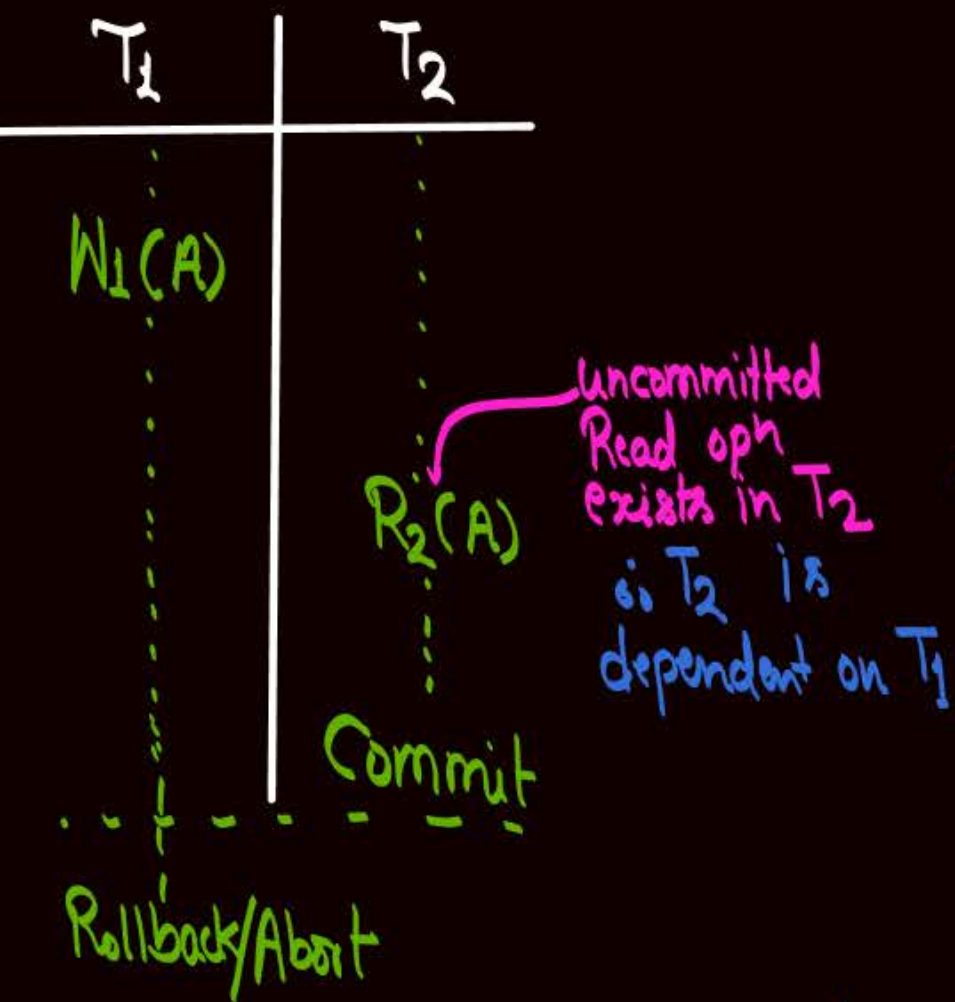 T1 T2
W1(A)
uncommitted
Read opn
exists in T2
R2(A)
∴ T2 is
dependent on T1
Commit
Rollback/Abort